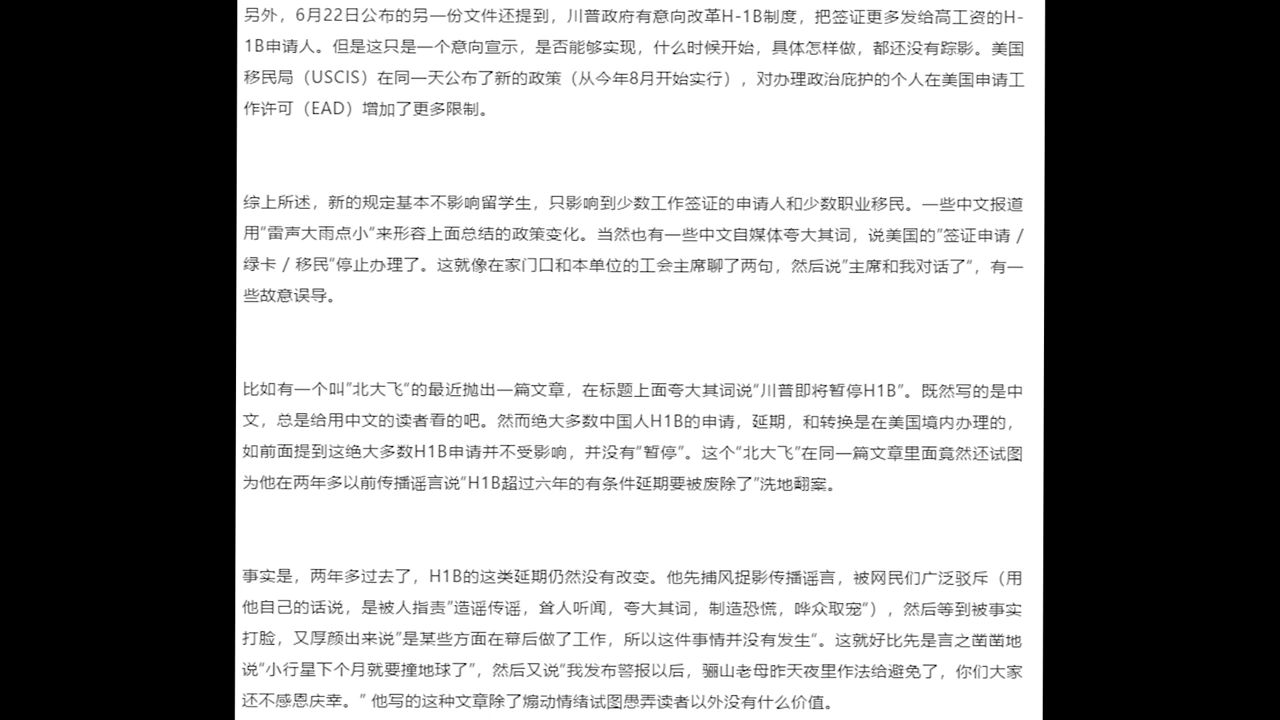 另外，6月22日公布的另一份文件还提到，川普政府有意向改革H-1B制度，把签证更多发给高工资的H-
1B申请人。但是这只是一个意向宣示，是否能够实现，什么时候开始，具体怎样做，都还没有踪影。美国
移民局（USCIS）在同一天公布了新的政策（从今年8月开始实行），对办理政治庇护的个人在美国申请工
作许可（EAD）增加了更多限制。
综上所述，新的规定基本不影响留学生，只影响到少数工作签证的申请人和少数职业移民。一些中文报道
用“雷声大雨点小“来形容上面总结的政策变化。当然也有一些中文自媒体夸大其词，说美国的”签证申请 /
绿卡 / 移民“停止办理了。这就像在家门口和本单位的工会主席聊了两句，然后说”主席和我对话了“，有一
些故意误导。
比如有一个叫”北大飞“的最近抛出一篇文章，在标题上面夸大其词说“川普即将暂停H1B”。既然写的是中
文，总是给用中文的读者看的吧。然而绝大多数中国人H1B的申请，延期，和转换是在美国境内办理的，
如前面提到这绝大多数H1B申请并不受影响，并没有”暂停”。这个“北大飞”在同一篇文章里面竟然还试图
为他在两年多以前传播谣言说”H1B超过六年的有条件延期要被废除了”洗地翻案。
事实是，两年多过去了，H1B的这类延期仍然没有改变。他先捕风捉影传播谣言，被网民们广泛驳斥（用
他自己的话说，是被人指责”造谣传谣，耸人听闻，夸大其词，制造恐慌，哗众取宠“），然后等到被事实
打脸，又厚颜出来说”是某些方面在幕后做了工作，所以这件事情并没有发生“。这就好比先是言之凿凿地
说“小行星下个月就要撞地球了”，然后又说“我发布警报以后，骊山老母昨天夜里作法给避免了，你们大家
还不感恩庆幸。” 他写的这种文章除了煽动情绪试图愚弄读者以外没有什么价值。